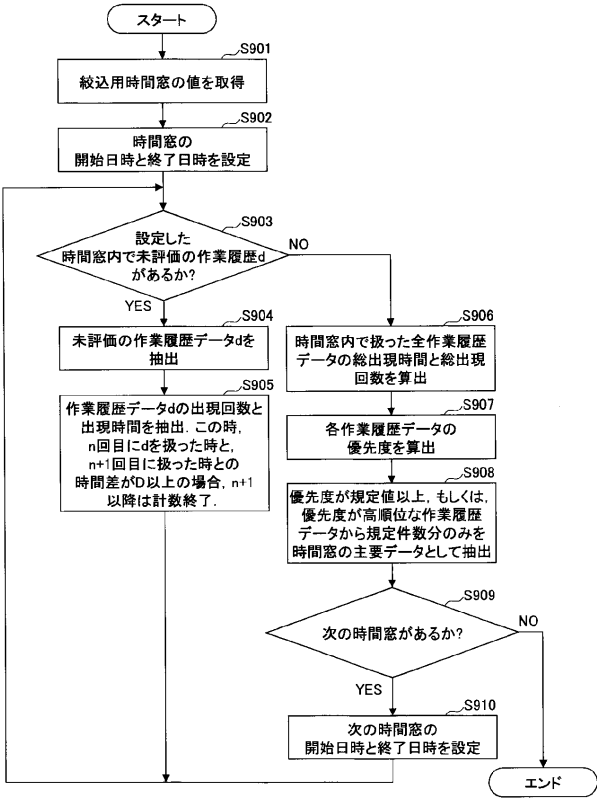 スタート
S901
絞込用時間窓の値を取得
S902
時間窓の
開始日時と終了日時を設定
S903
設定した
時間窓内で未評価の作業履歴d
があるか?
NO
YES
S904
未評価の作業履歴データdを
抽出
S905
作業履歴データdの出現回数と
出現時間を抽出. この時,
n回目にdを扱った時と,
n+1回目に扱った時との
時間差がD以上の場合, n+1
以降は計数終了.
S906
時間窓内で扱った全作業履歴
データの総出現時間と総出現
回数を算出
S907
各作業履歴データの
優先度を算出
S908
優先度が規定値以上, もしくは,
優先度が高順位な作業履歴
データから規定件数分のみを
時間窓の主要データとして抽出
S909
次の時間窓があるか?
NO
YES
S910
次の時間窓の
開始日時と終了日時を設定
エンド